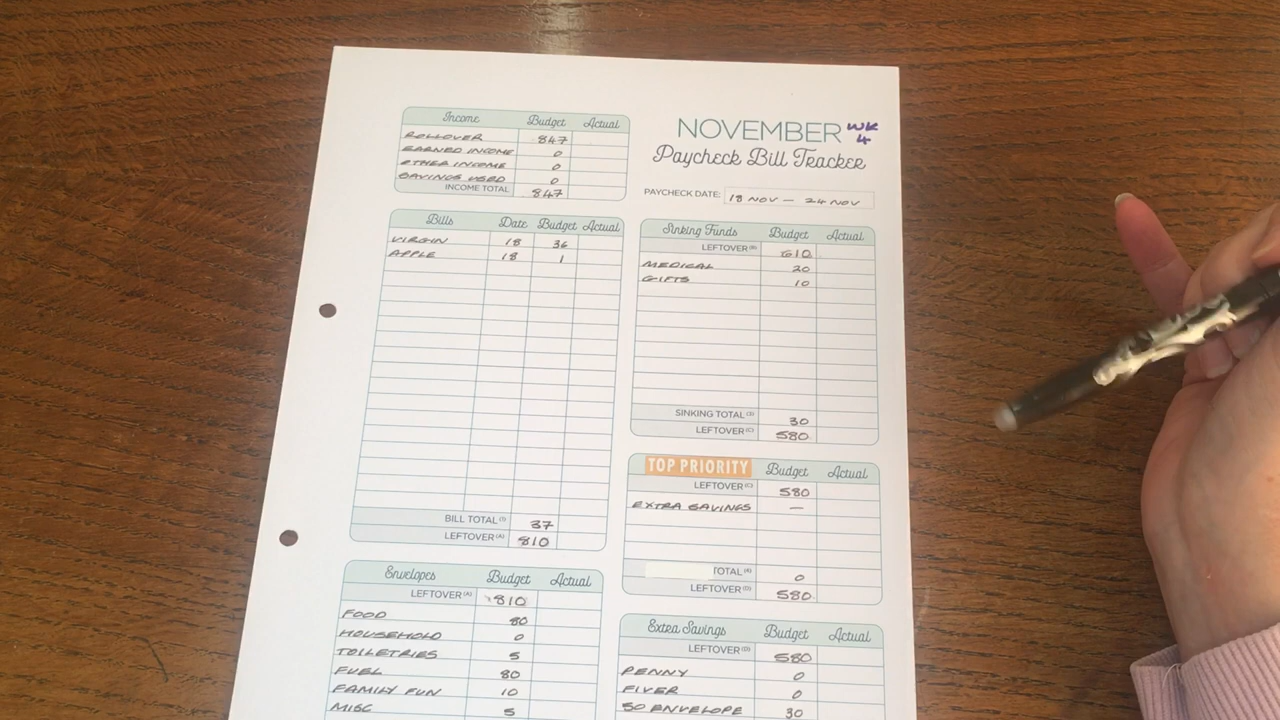 NOVEMBER WK 4
Paycheck Bill Tracker
PAYCHECK DATE: 18 NOV — 24 NOV
Income Budget Actual
ROLLOVER 847
EARNED INCOME 0
OTHER INCOME 0
SAVINGS USED 0
INCOME TOTAL 847
Bills Date Budget Actual
VIRGIN 18 36
APPLE 18 1
BILL TOTAL (1) 37
LEFTOVER (A) 810
Envelopes Budget Actual
LEFTOVER (A) 810
FOOD 80
HOUSEHOLD 0
TOILETRIES 5
FUEL 80
FAMILY FUN 10
MISC 5
Sinking Funds Budget Actual
LEFTOVER (B) 610
MEDICAL 20
GIFTS 10
SINKING TOTAL (3) 30
LEFTOVER (C) 580
TOP PRIORITY Budget Actual
LEFTOVER (C) 580
EXTRA SAVINGS —
TOTAL (4) 0
LEFTOVER (D) 580
Extra Savings Budget Actual
LEFTOVER (D) 580
PENNY 0
FIVER 0
50 ENVELOPE 30